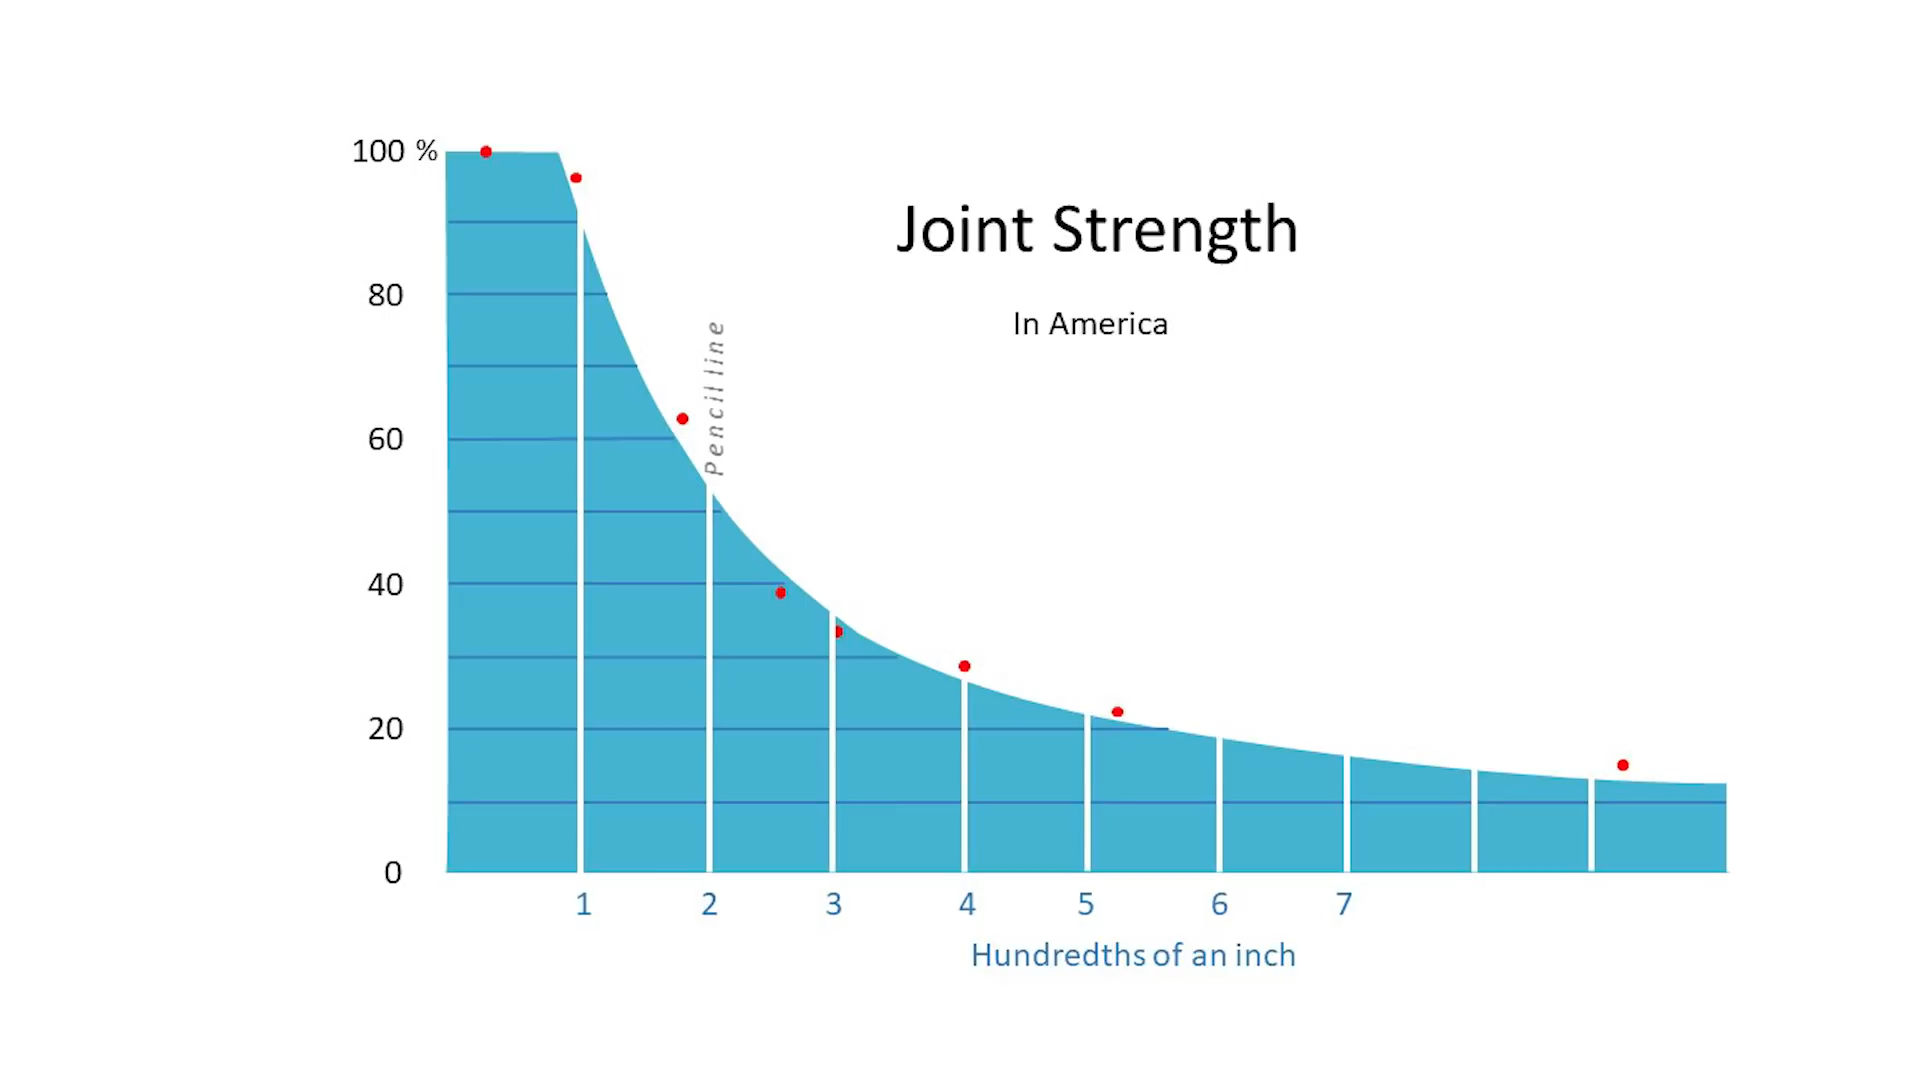 Joint Strength
In America
100 %
80
60
40
20
0
Pencil line
1 2 3 4 5 6 7
Hundredths of an inch